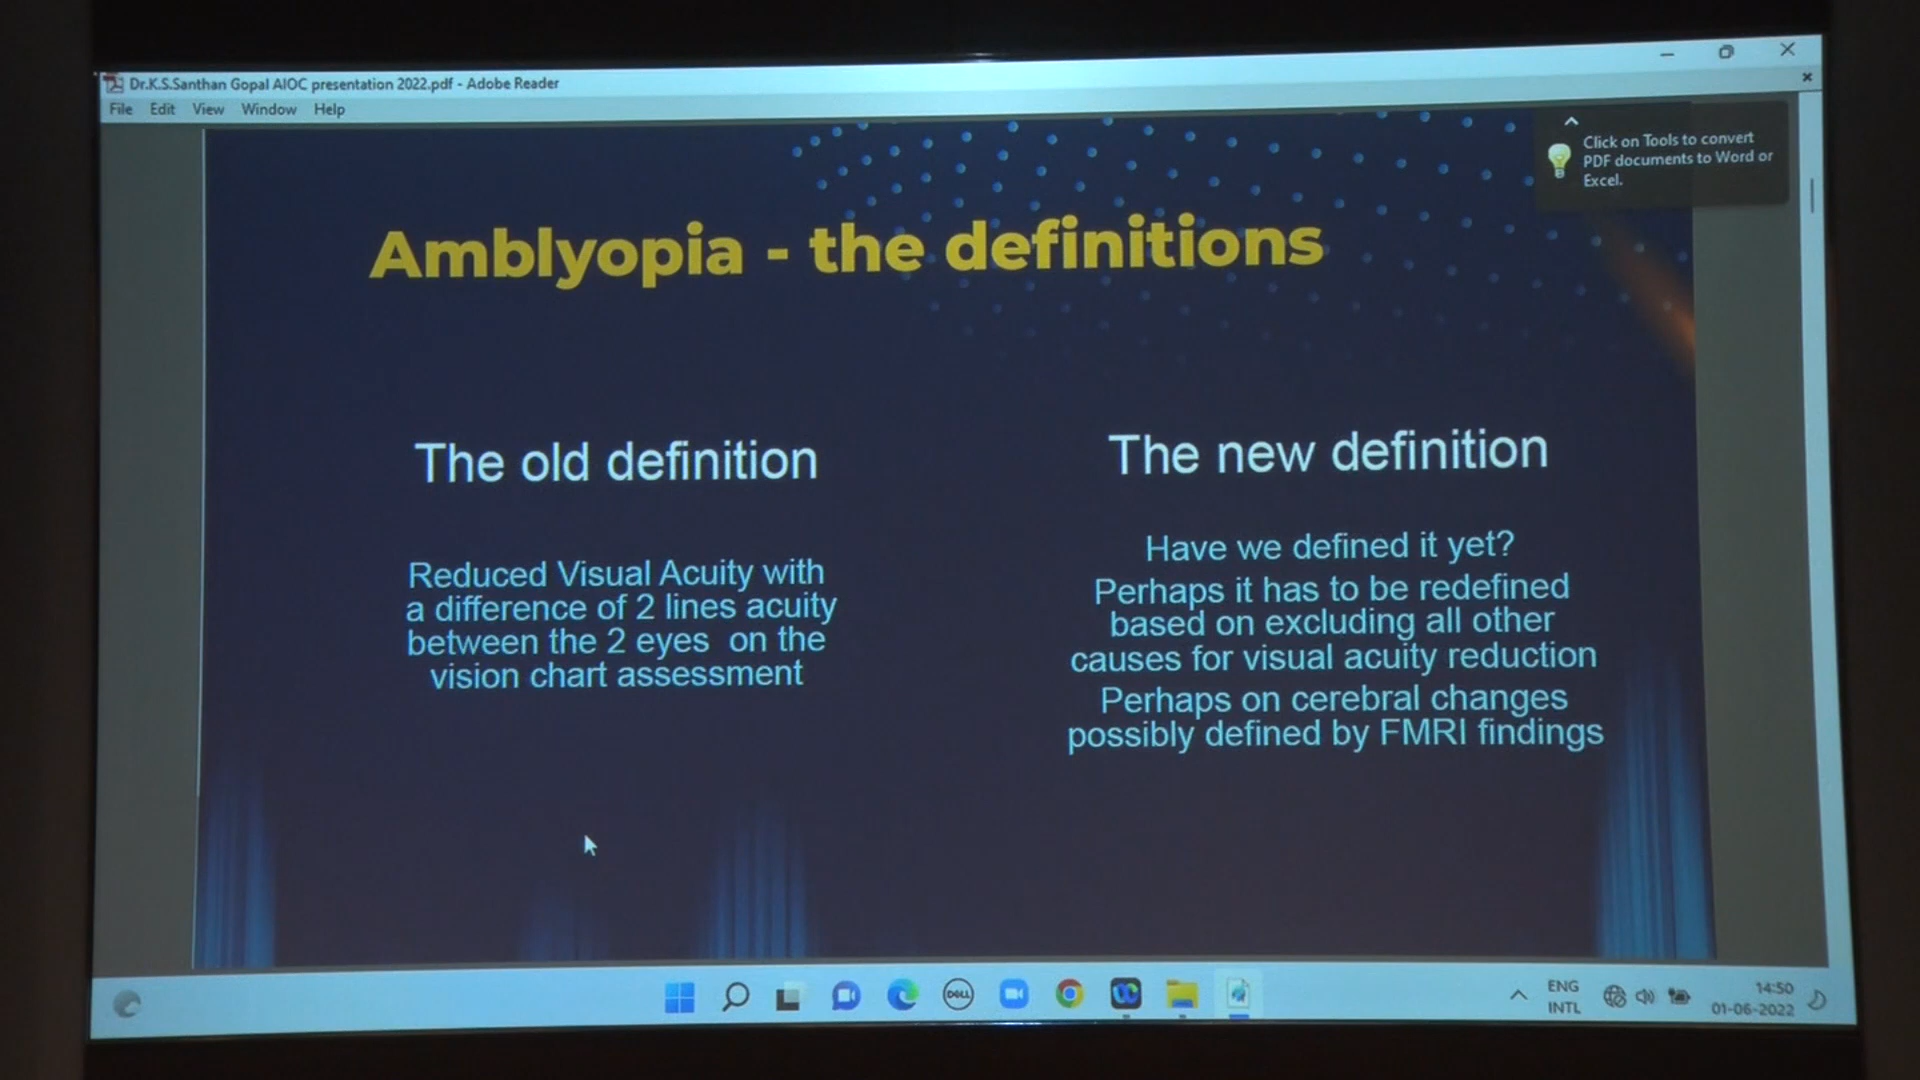 Dr.K.S.Santhan Gopal AIOC presentation 2022.pdf - Adobe Reader
File Edit View Window Help
Click on Tools to convert
PDF documents to Word or
Excel.
Amblyopia - the definitions
The old definition
Reduced Visual Acuity with
a difference of 2 lines acuity
between the 2 eyes on the
vision chart assessment
The new definition
Have we defined it yet?
Perhaps it has to be redefined
based on excluding all other
causes for visual acuity reduction
Perhaps on cerebral changes
possibly defined by FMRI findings
DELL
ENG
INTL
14:50
01-06-2022